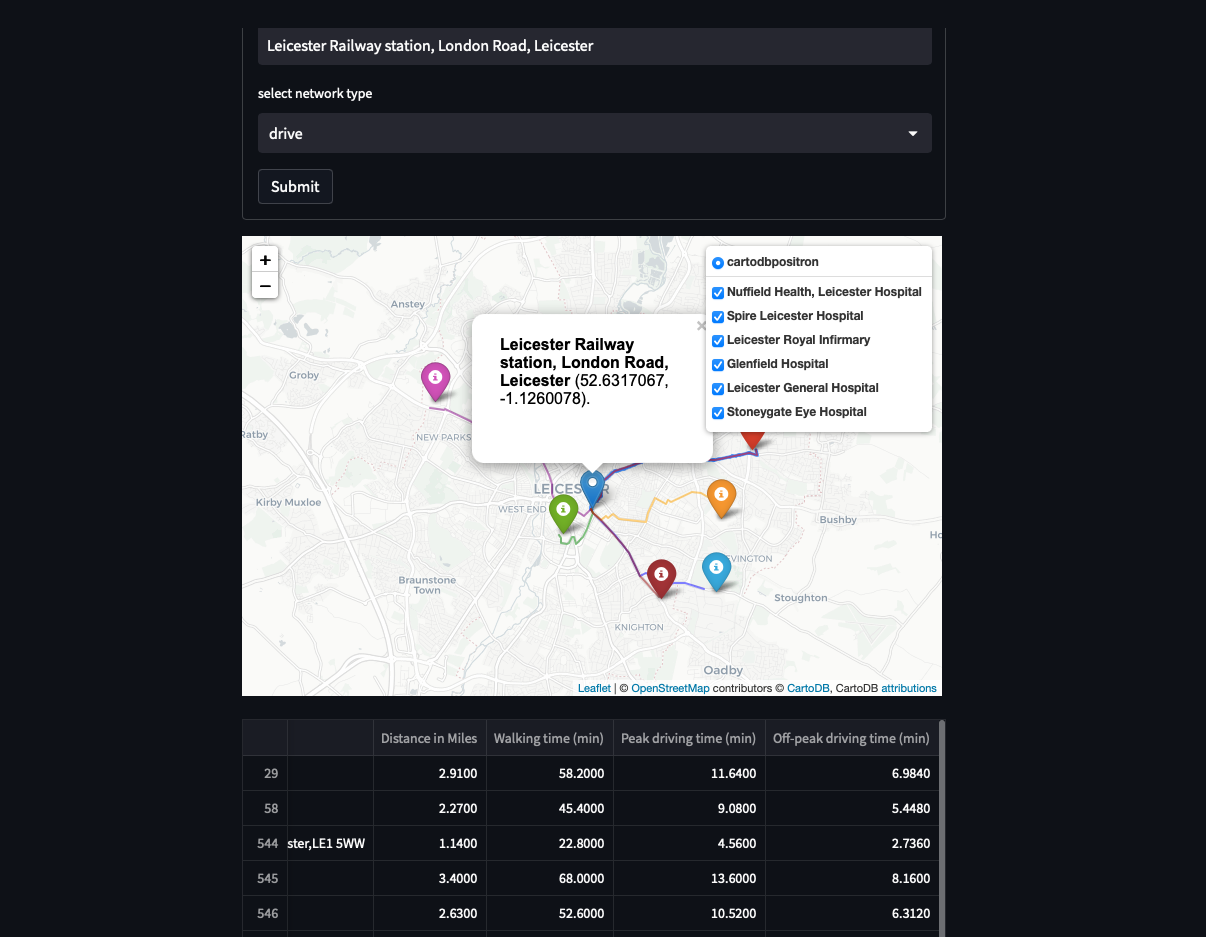 Leicester Railway station, London Road, Leicester
select network type
drive
Submit
+
−
cartodbpositron
Nuffield Health, Leicester Hospital
Spire Leicester Hospital
Leicester Royal Infirmary
Glenfield Hospital
Leicester General Hospital
Stoneygate Eye Hospital
×
Leicester Railway
station, London Road,
Leicester (52.6317067,
-1.1260078).
Anstey
Groby
Ratby
NEW PARKS
Kirby Muxloe
LEICESTER
WEST END
Bushby
Ho
EVINGTON
Braunstone
Town
Stoughton
KNIGHTON
Oadby
Leaflet | © OpenStreetMap contributors © CartoDB, CartoDB attributions
Distance in Miles Walking time (min) Peak driving time (min) Off-peak driving time (min)
29 2.9100 58.2000 11.6400 6.9840
58 2.2700 45.4000 9.0800 5.4480
544 ster,LE1 5WW 1.1400 22.8000 4.5600 2.7360
545 3.4000 68.0000 13.6000 8.1600
546 2.6300 52.6000 10.5200 6.3120